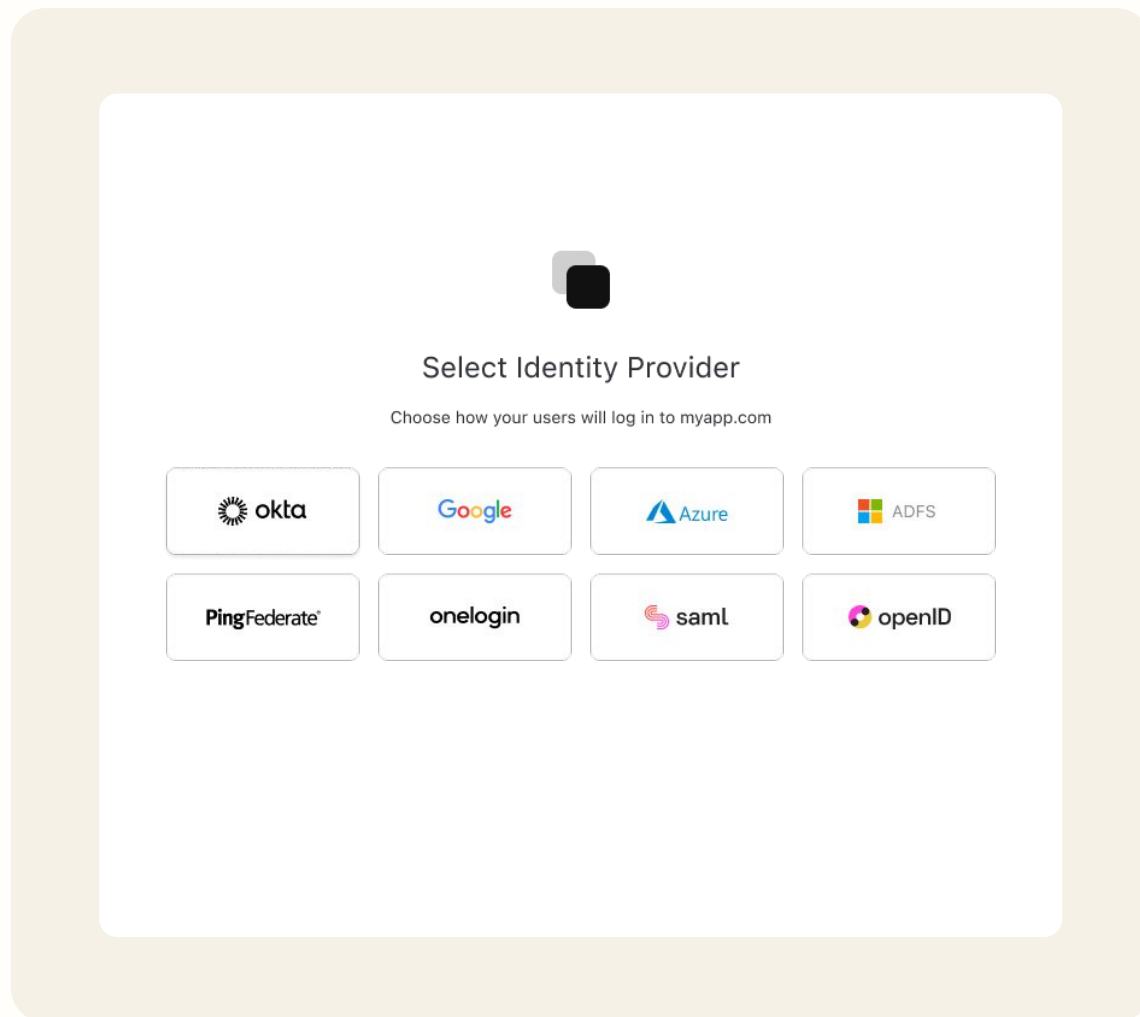 Select Identity Provider
Choose how your users will log in to myapp.com
okta
Google
Azure
ADFS
PingFederate®
onelogin
saml
openID